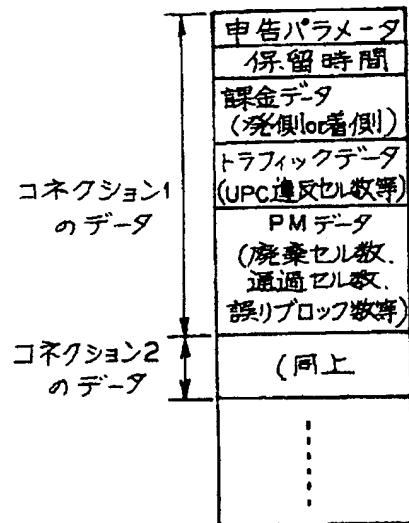 申告パラメータ
保留時間
課金データ
(発側or着側)
トラフィックデータ
(UPC違反セル数等)
PMデータ
(廃棄セル数、
通過セル数、
誤りブロック数等)
コネクション1
のデータ
コネクション2
のデータ
(同上